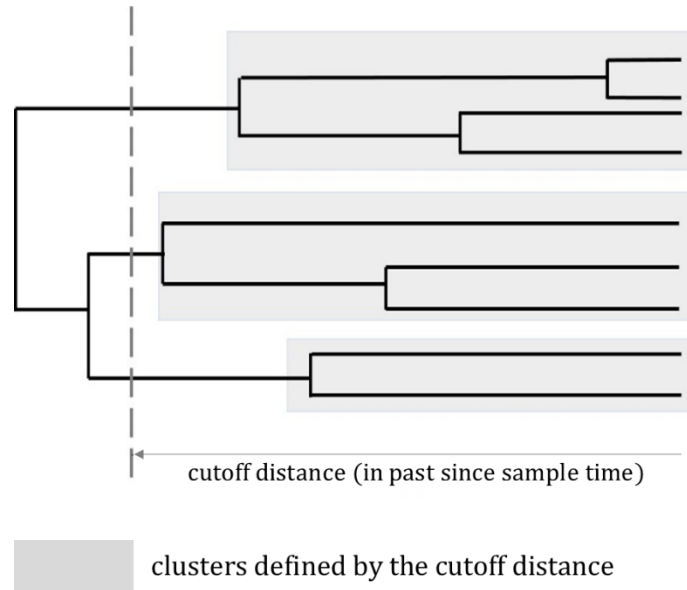 cutoff distance (in past since sample time)
clusters defined by the cutoff distance